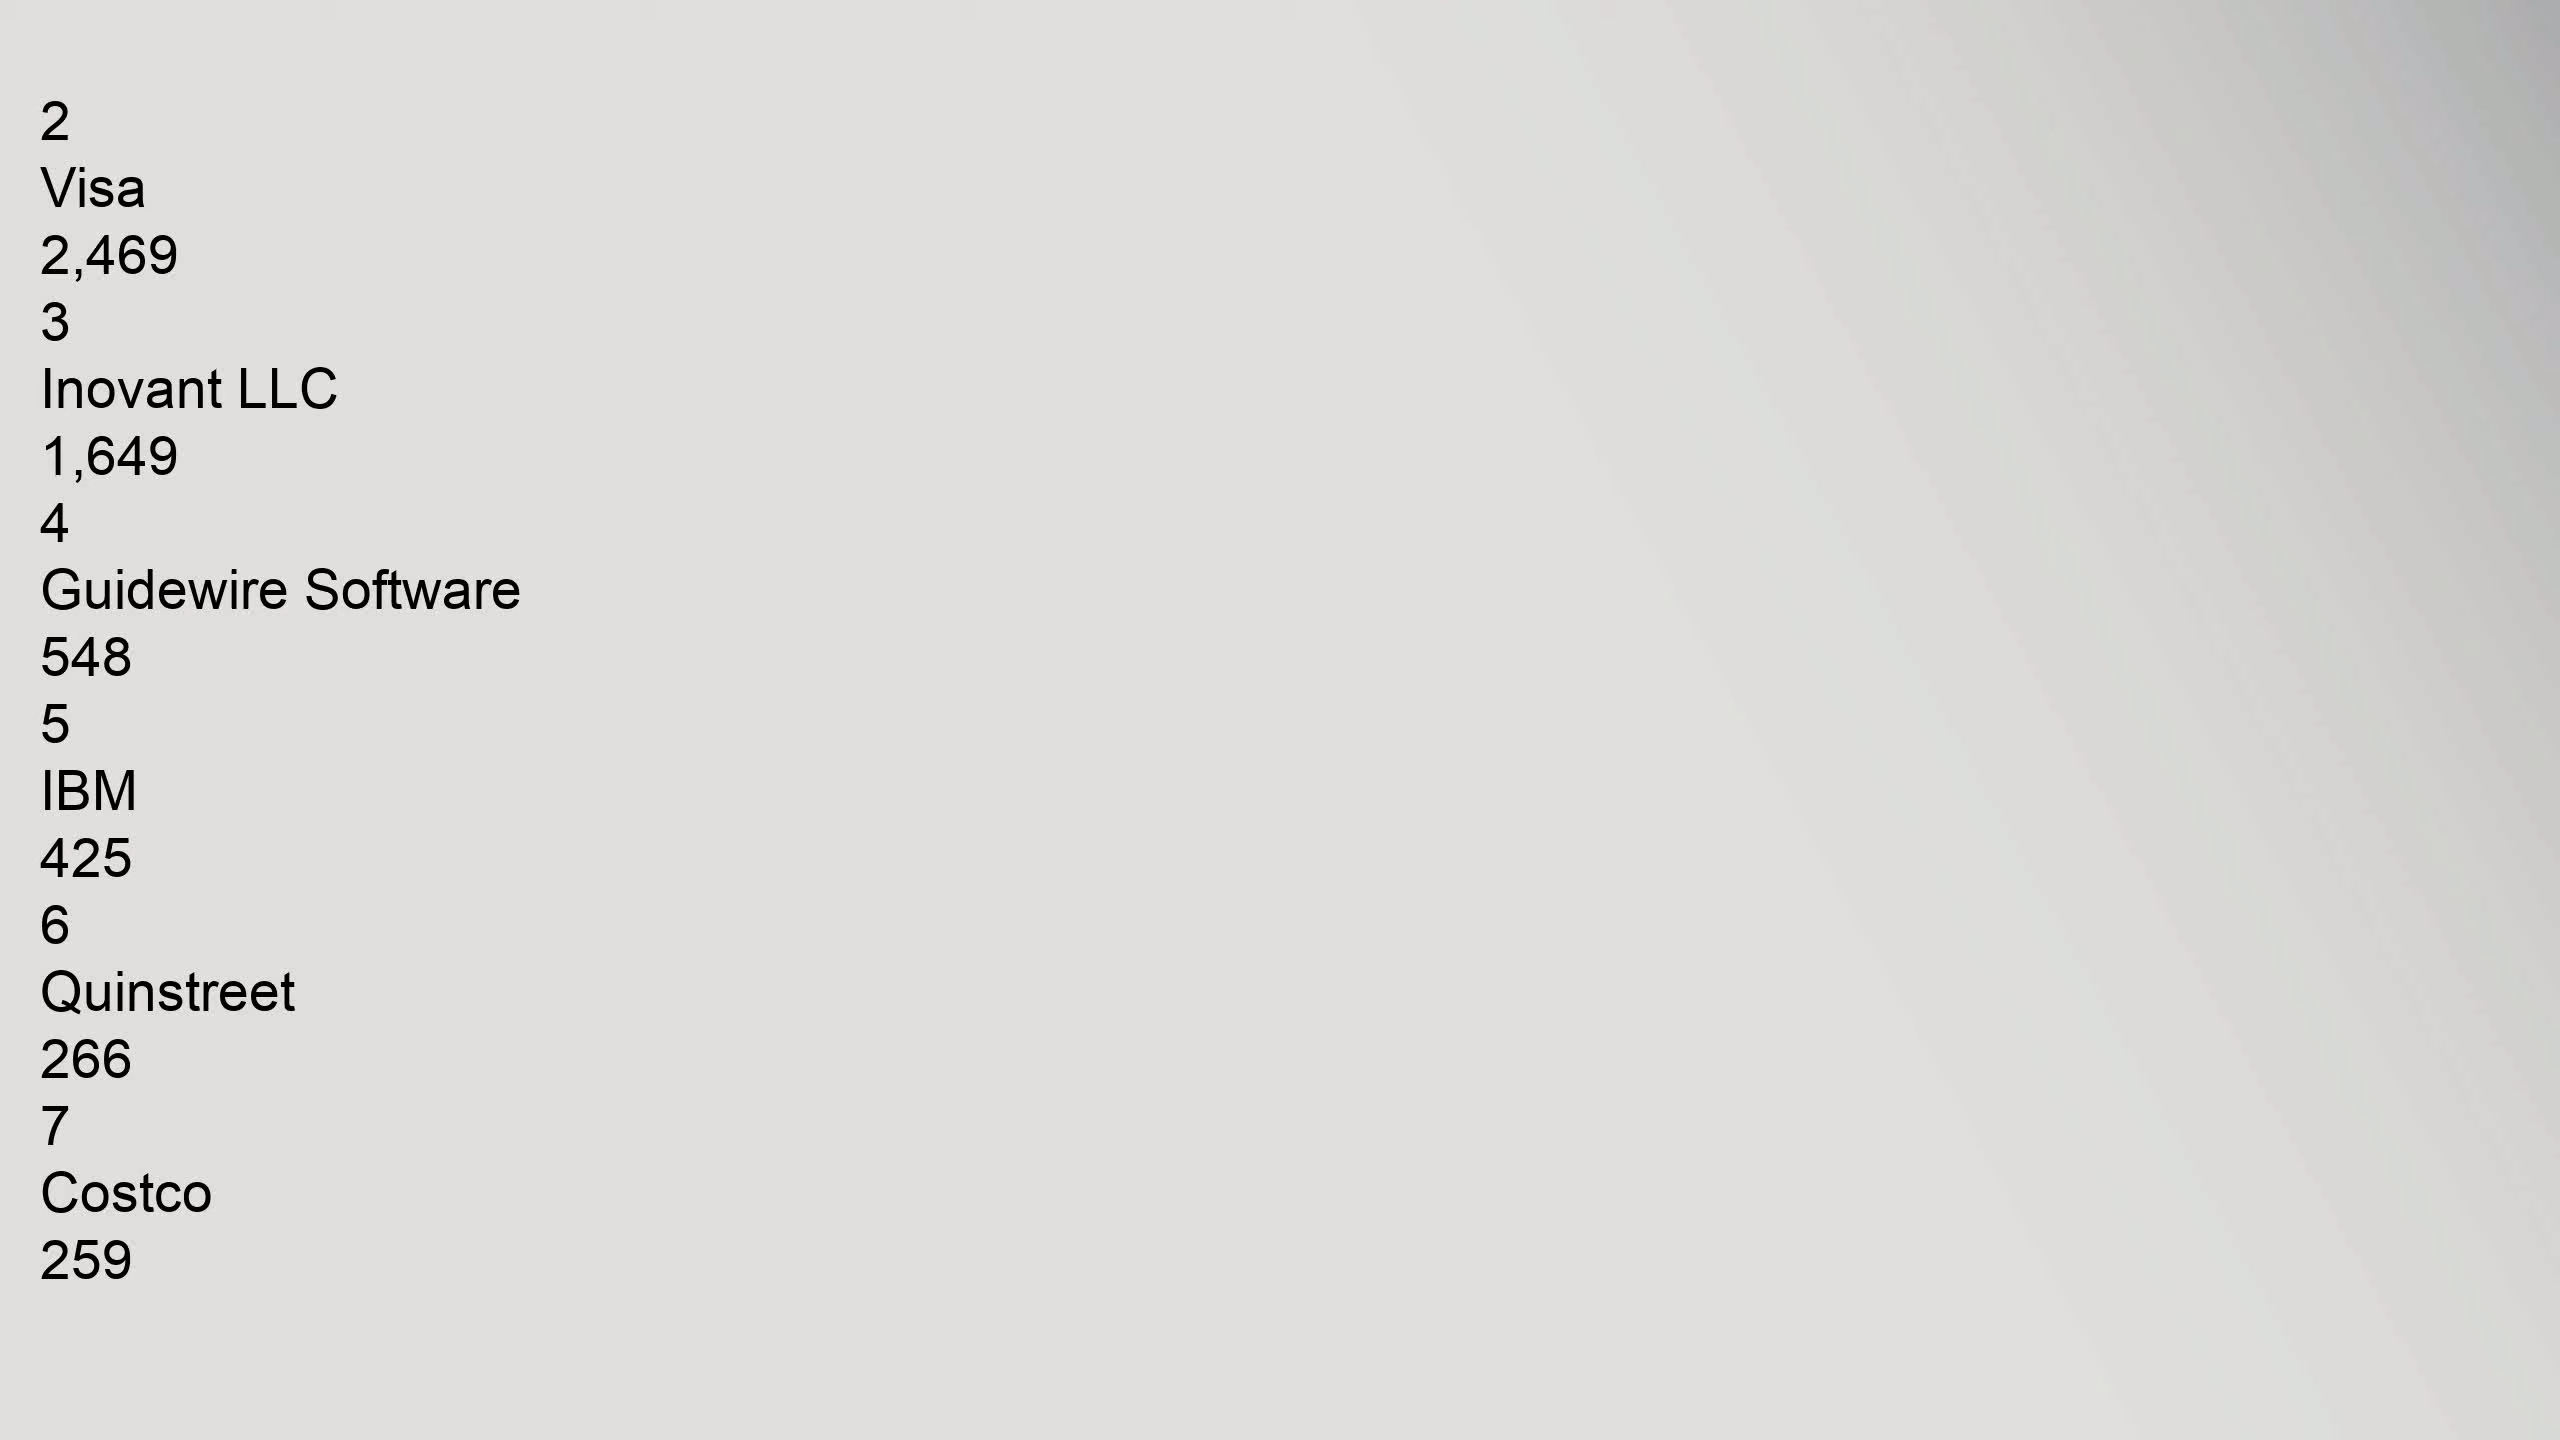 2
Visa
2,469
3
Inovant LLC
1,649
4
Guidewire Software
548
5
IBM
425
6
Quinstreet
266
7
Costco
259